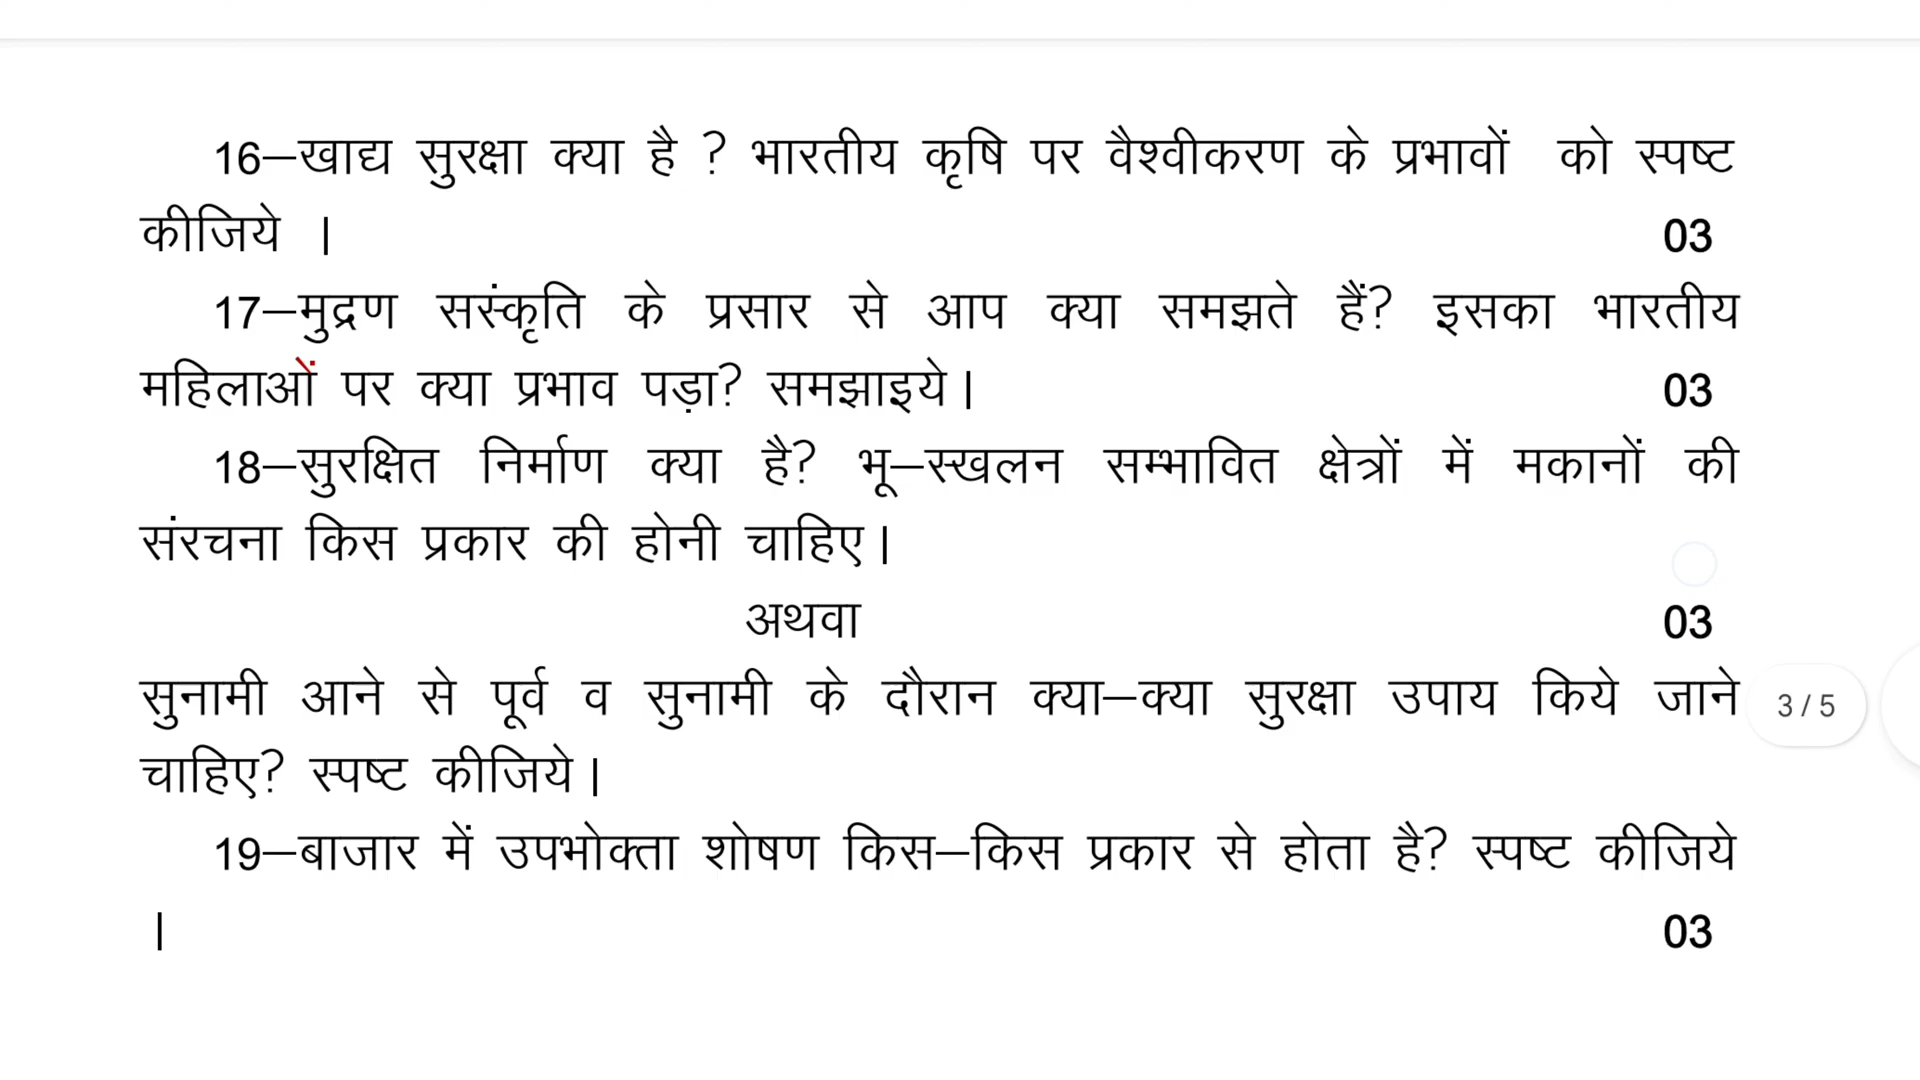 16–खाद्य सुरक्षा क्या है ? भारतीय कृषि पर वैश्वीकरण के प्रभावों को स्पष्ट
कीजिये । 03
17–मुद्रण सस्ंकृति के प्रसार से आप क्या समझते हैं? इसका भारतीय
महिलाओं पर क्या प्रभाव पड़ा? समझाइये। 03
18–सुरक्षित निर्माण क्या है? भू–स्खलन सम्भावित क्षेत्रों में मकानों की
संरचना किस प्रकार की होनी चाहिए।
अथवा 03
सुनामी आने से पूर्व व सुनामी के दौरान क्या–क्या सुरक्षा उपाय किये जाने
चाहिए? स्पष्ट कीजिये।
3 / 5
19–बाजार में उपभोक्ता शोषण किस–किस प्रकार से होता है? स्पष्ट कीजिये
। 03